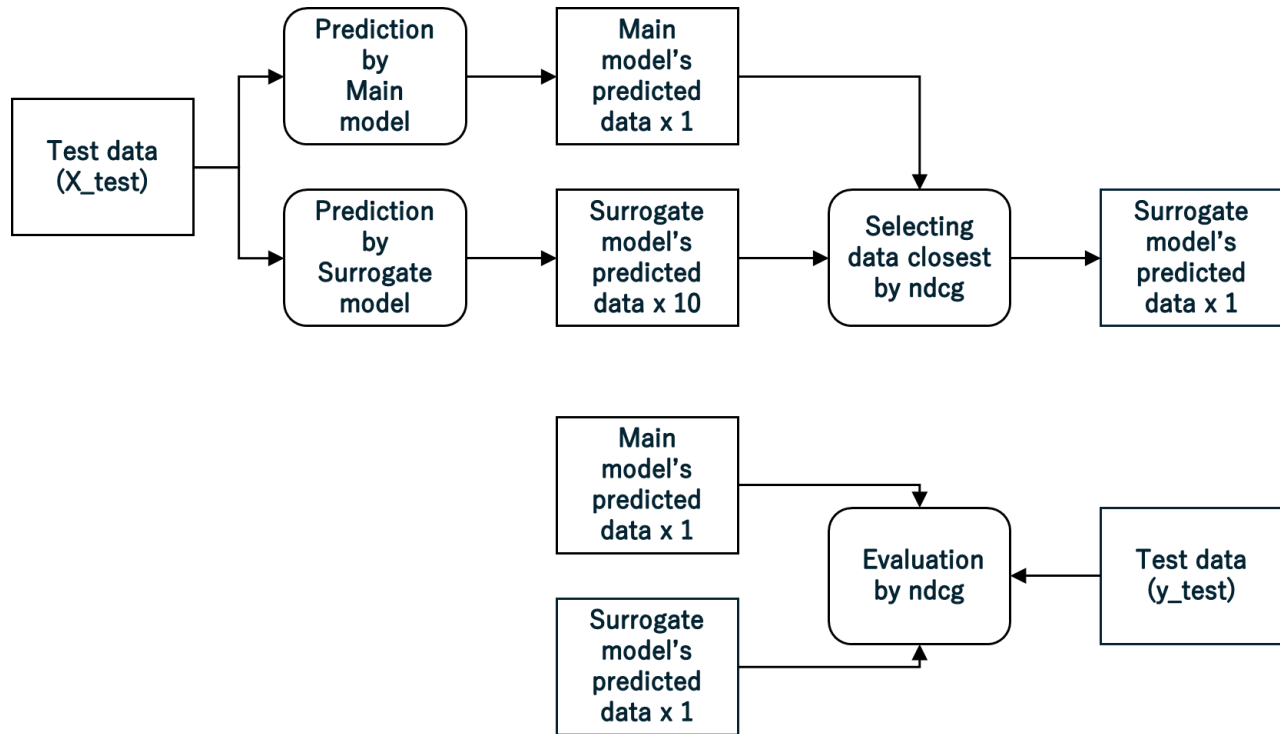 Test data
(X_test)
Prediction
by
Main
model
Main
model's
predicted
data x 1
Prediction
by
Surrogate
model
Surrogate
model's
predicted
data x 10
Selecting
data closest
by ndcg
Surrogate
model's
predicted
data x 1
Main
model's
predicted
data x 1
Surrogate
model's
predicted
data x 1
Evaluation
by ndcg
Test data
(y_test)